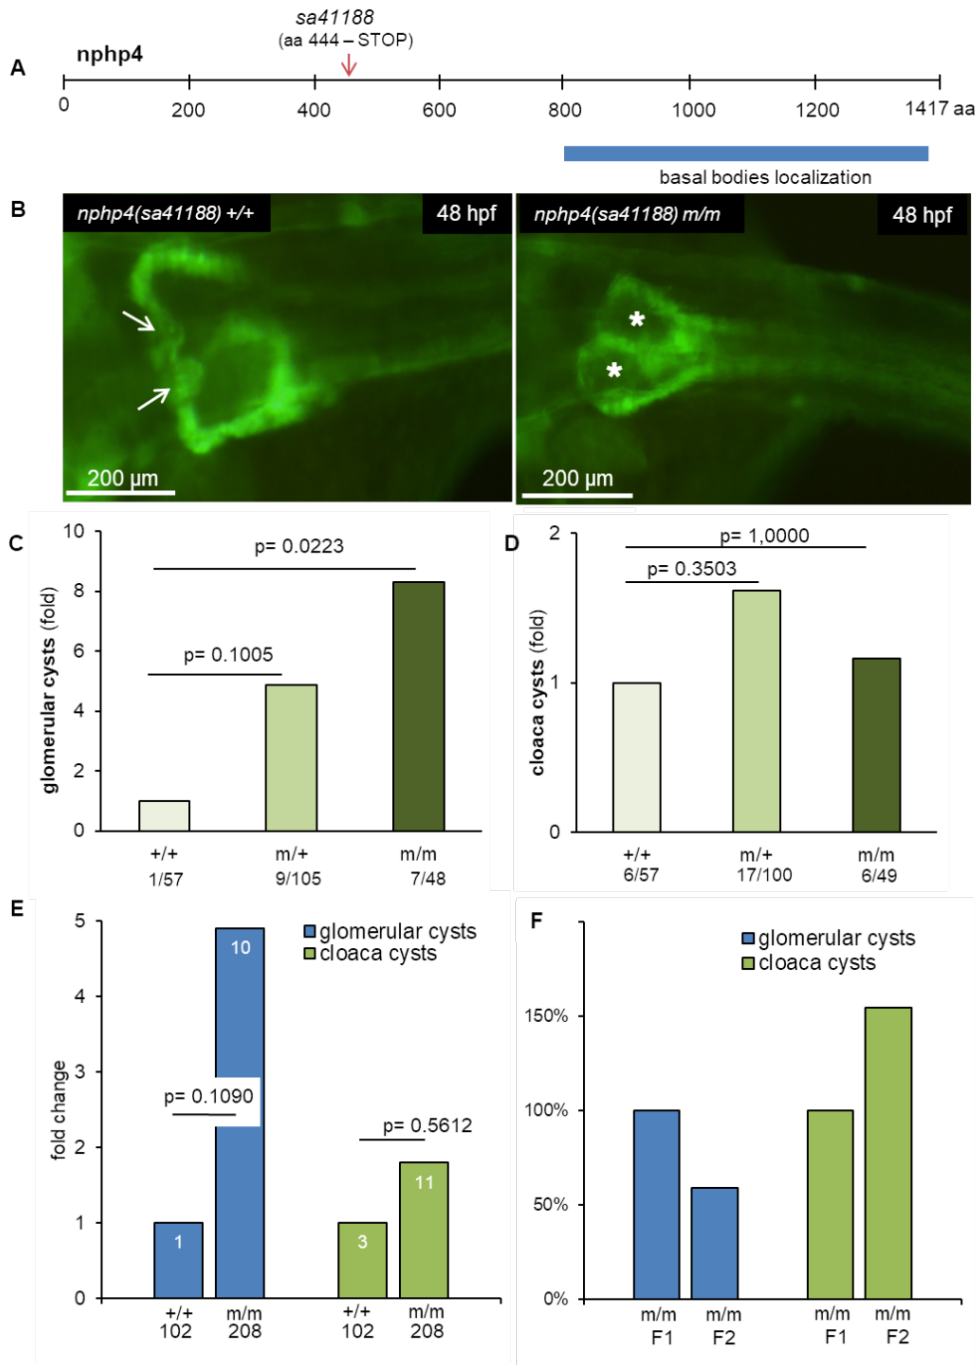 A
nphp4
sa41188
(aa 444 – STOP)
0
200
400
600
800
1000
1200
1417 aa
basal bodies localization
B
nphp4(sa41188) +/+
48 hpf
200 µm
nphp4(sa41188) m/m
48 hpf
*
*
200 µm
C
glomerular cysts (fold)
10
8
6
4
2
0
p= 0.0223
p= 0.1005
+/+
m/+
m/m
1/57
9/105
7/48
D
cloaca cysts (fold)
2
1
0
p= 1,0000
p= 0.3503
+/+
m/+
m/m
6/57
17/100
6/49
E
fold change
5
4
3
2
1
0
glomerular cysts
cloaca cysts
10
p= 0.1090
1
p= 0.5612
11
3
+/+
m/m
+/+
m/m
102
208
102
208
F
glomerular cysts
cloaca cysts
150%
100%
50%
0%
m/m
m/m
m/m
m/m
F1
F2
F1
F2